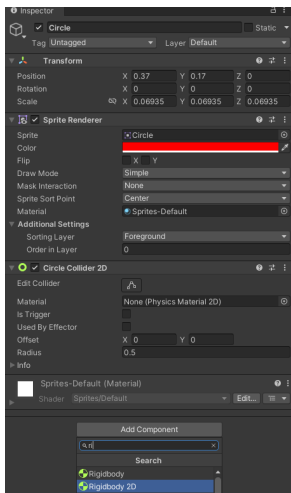 Inspector
Circle Static
Tag Untagged Layer Default
Transform
Position X 0.37 Y 0.17 Z 0
Rotation X 0 Y 0 Z 0
Scale X 0.06935 Y 0.06935 Z 0.06935
Sprite Renderer
Sprite Circle
Color
Flip X Y
Draw Mode Simple
Mask Interaction None
Sprite Sort Point Center
Material Sprites-Default
Additional Settings
Sorting Layer Foreground
Order in Layer 0
Circle Collider 2D
Edit Collider
Material None (Physics Material 2D)
Is Trigger
Used By Effector
Offset X 0 Y 0
Radius 0.5
Info
Sprites-Default (Material)
Shader Sprites/Default Edit...
Add Component
ri
Search
Rigidbody
Rigidbody 2D